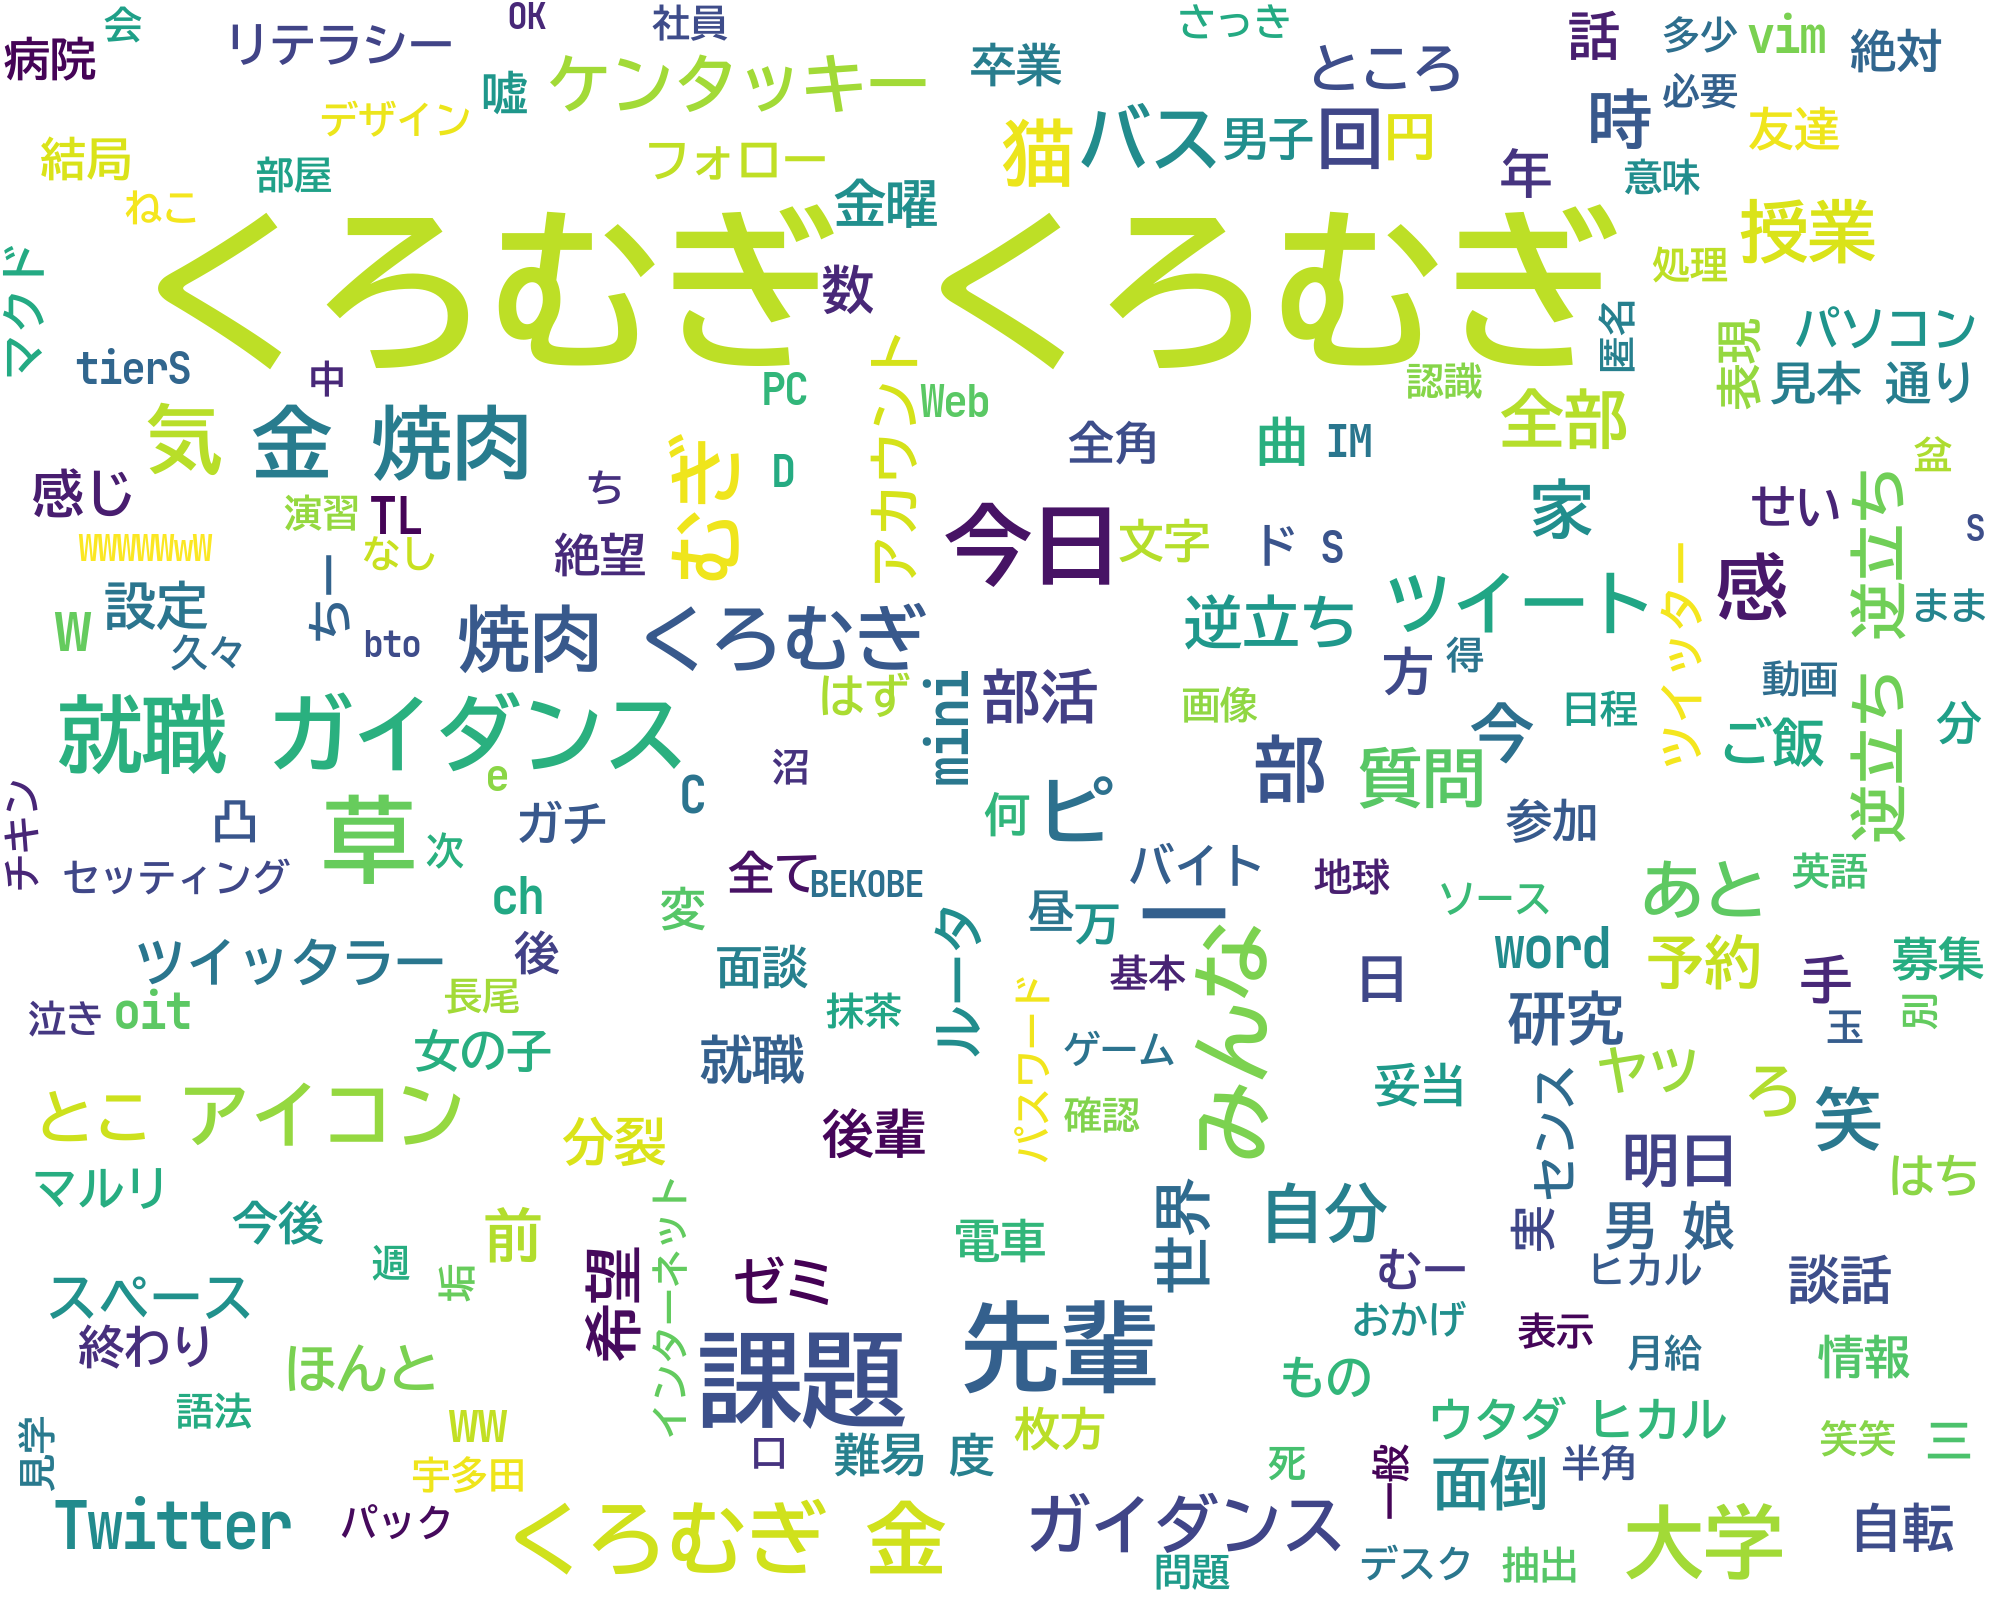 会
リテラシー
OK
社員
さっき
話
多少
vim
絶対
病院
嘘
ケンタッキー
卒業
ところ
必要
デザイン
猫
バス
男子
回
円
時
友達
結局
部屋
フォロー
金曜
年
意味
ねこ
授業
くろむぎ くろむぎ
数
処理
マクド
匿名
表現
パソコン
tierS
中
PC
アカウント
Web
認識
見本 通り
気
金 焼肉
むぎ
全角
曲
IM
全部
盆
感じ
演習
TL
ち
D
今日
文字
ド S
家
せい
逆立ち 逆立ち
S
wwwwwww
なし
絶望
ツイート
ツイッター
感
設定
ちー
焼肉 くろむぎ
逆立ち
まま
W
久々
bto
はず
mini
部活
方
得
画像
今
日程
動画
分
就職 ガイダンス
部
質問
ご飯
e
沼
C
何
ピ
チキン
凸
草
次
ガチ
参加
セッティング
全て
BEKOBE
バイト
地球
ソース
あと
英語
ch
変
昼
万
ー
ルータ
みんな
ツイッタラー
後
面談
基本
日
word
予約
手
募集
泣き
oit
長尾
抹茶
パスワード
研究
玉
別
女の子
就職
ゲーム
妥当
センス
ヤツ
ろ
笑
とこ
アイコン
分裂
後輩
確認
明日
マルリ
はち
今後
前
インターネット
電車
世界
自分
実
男 娘
週
垢
希望
ゼミ
むー
ヒカル
談話
スペース
おかげ
終わり
ほんと
課題
先輩
表示
月給
情報
もの
語法
WW
枚方
ウタダ ヒカル
見学
口
難易 度
笑笑
三
宇多田
死
一般
面倒
半角
Twitter
パック
くろむぎ 金
ガイダンス
大学
自転
問題
デスク
抽出